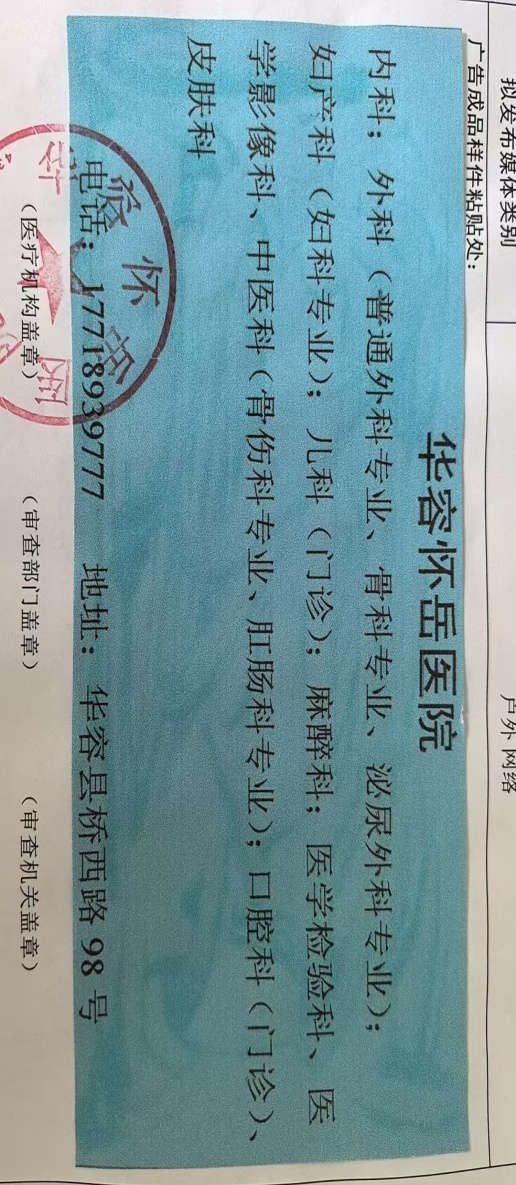 拟发布媒体类别
户外 网络
广告成品样件粘贴处：
华容怀岳医院
内科；外科（普通外科专业、骨科专业、泌尿外科专业）；
妇产科（妇科专业）；儿科（门诊）；麻醉科；医学检验科、医
学影像科、中医科（骨伤科专业、肛肠科专业）；口腔科（门诊）、
皮肤科
电话：17718939777 地址：华容县桥西路 98 号
（医疗机构盖章） （审查部门盖章） （审查机关盖章）